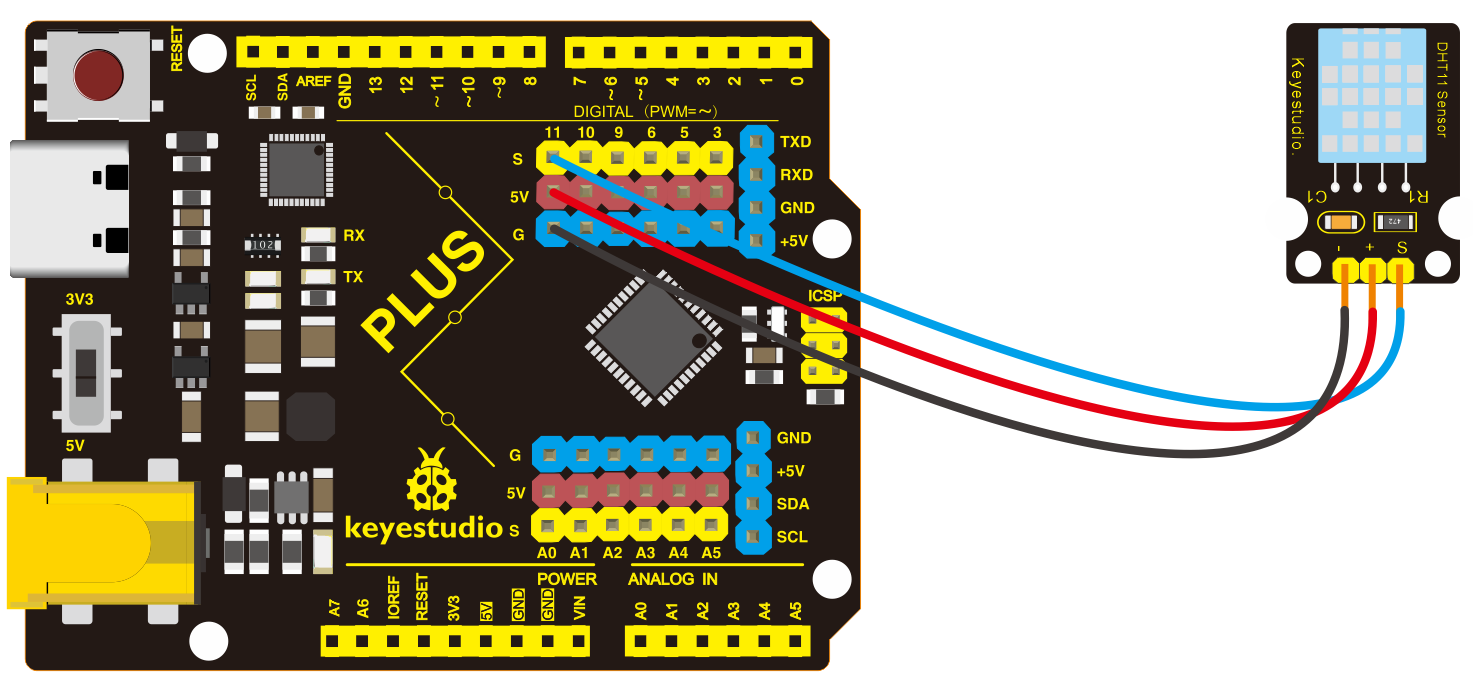 RESET
SCL
SDA
AREF
GND
13
12
~11
~10
~9
8
7
~6
~5
4
3
2
1
0
DIGITAL (PWM=~)
11 10 9 6 5 3
S
5V
G
TXD
RXD
GND
+5V
102
RX
TX
3V3
5V
PLUS
ICSP
keyestudio
G
5V
S
A0 A1 A2 A3 A4 A5
GND
+5V
SDA
SCL
POWER
ANALOG IN
A7
A6
IOREF
RESET
3V3
5V
GND
GND
VIN
A0
A1
A2
A3
A4
A5
Keyestudio.
DHT11 Sensor
C1
R1
472
-
+
S